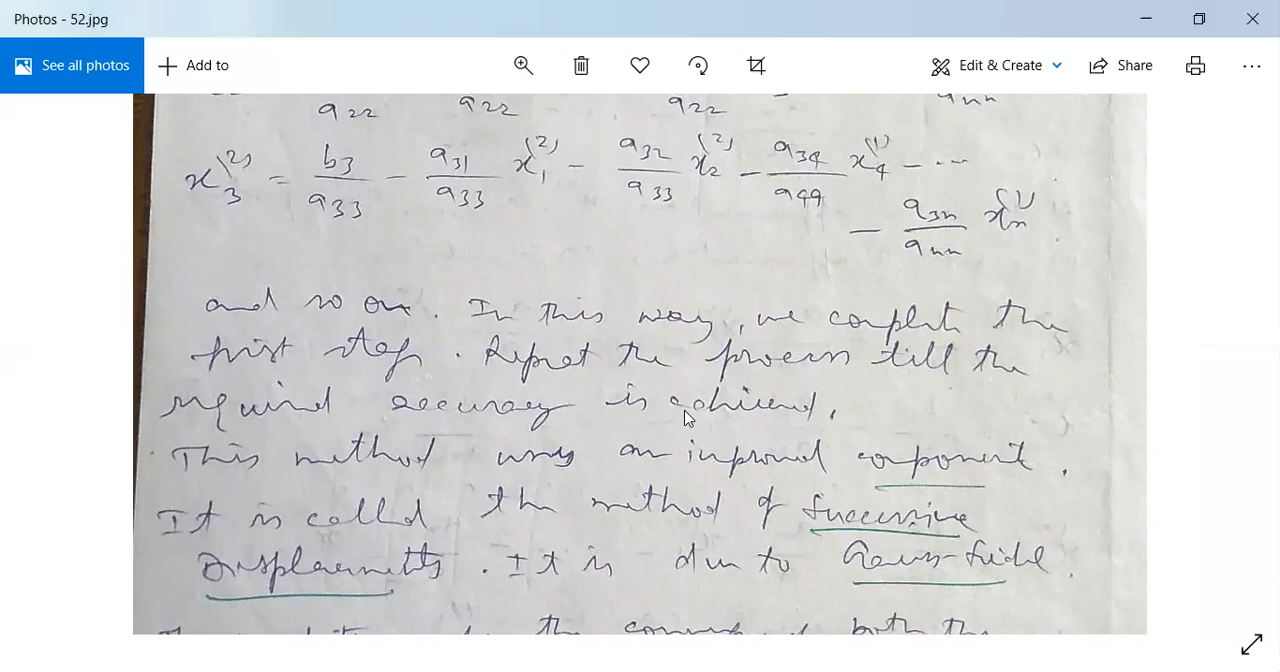 Photos - 52.jpg
See all photos
Add to
Edit & Create
Share
a22 a22 a22 ann
x3^(2) = b3/a33 - a31/a33 x1^(2) - a32/a33 x2^(2) - a34/a44 x4^(1) - ...
- a3n/ann xn^(1)
and so on. In this way, we complete the
first step. Repeat the process till the
required accuracy is achieved.
This method uses an improved component.
It is called the method of Successive
Displacements. It is due to Gauss-Seidel.
the both the